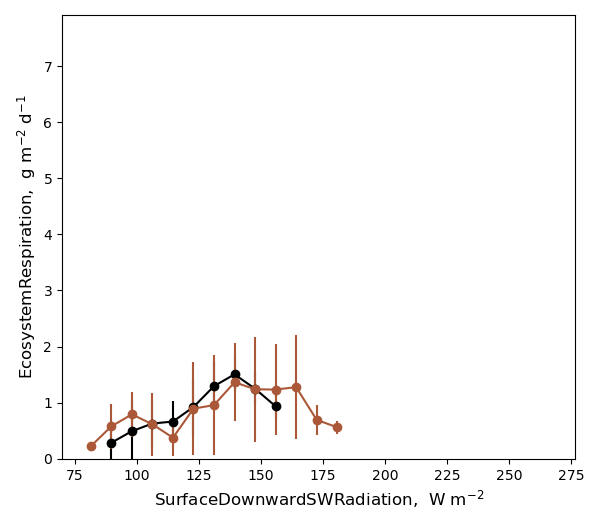 7
6
5
4
3
2
1
0
EcosystemRespiration,  g m⁻² d⁻¹
75 100 125 150 175 200 225 250 275
SurfaceDownwardSWRadiation,  W m⁻²